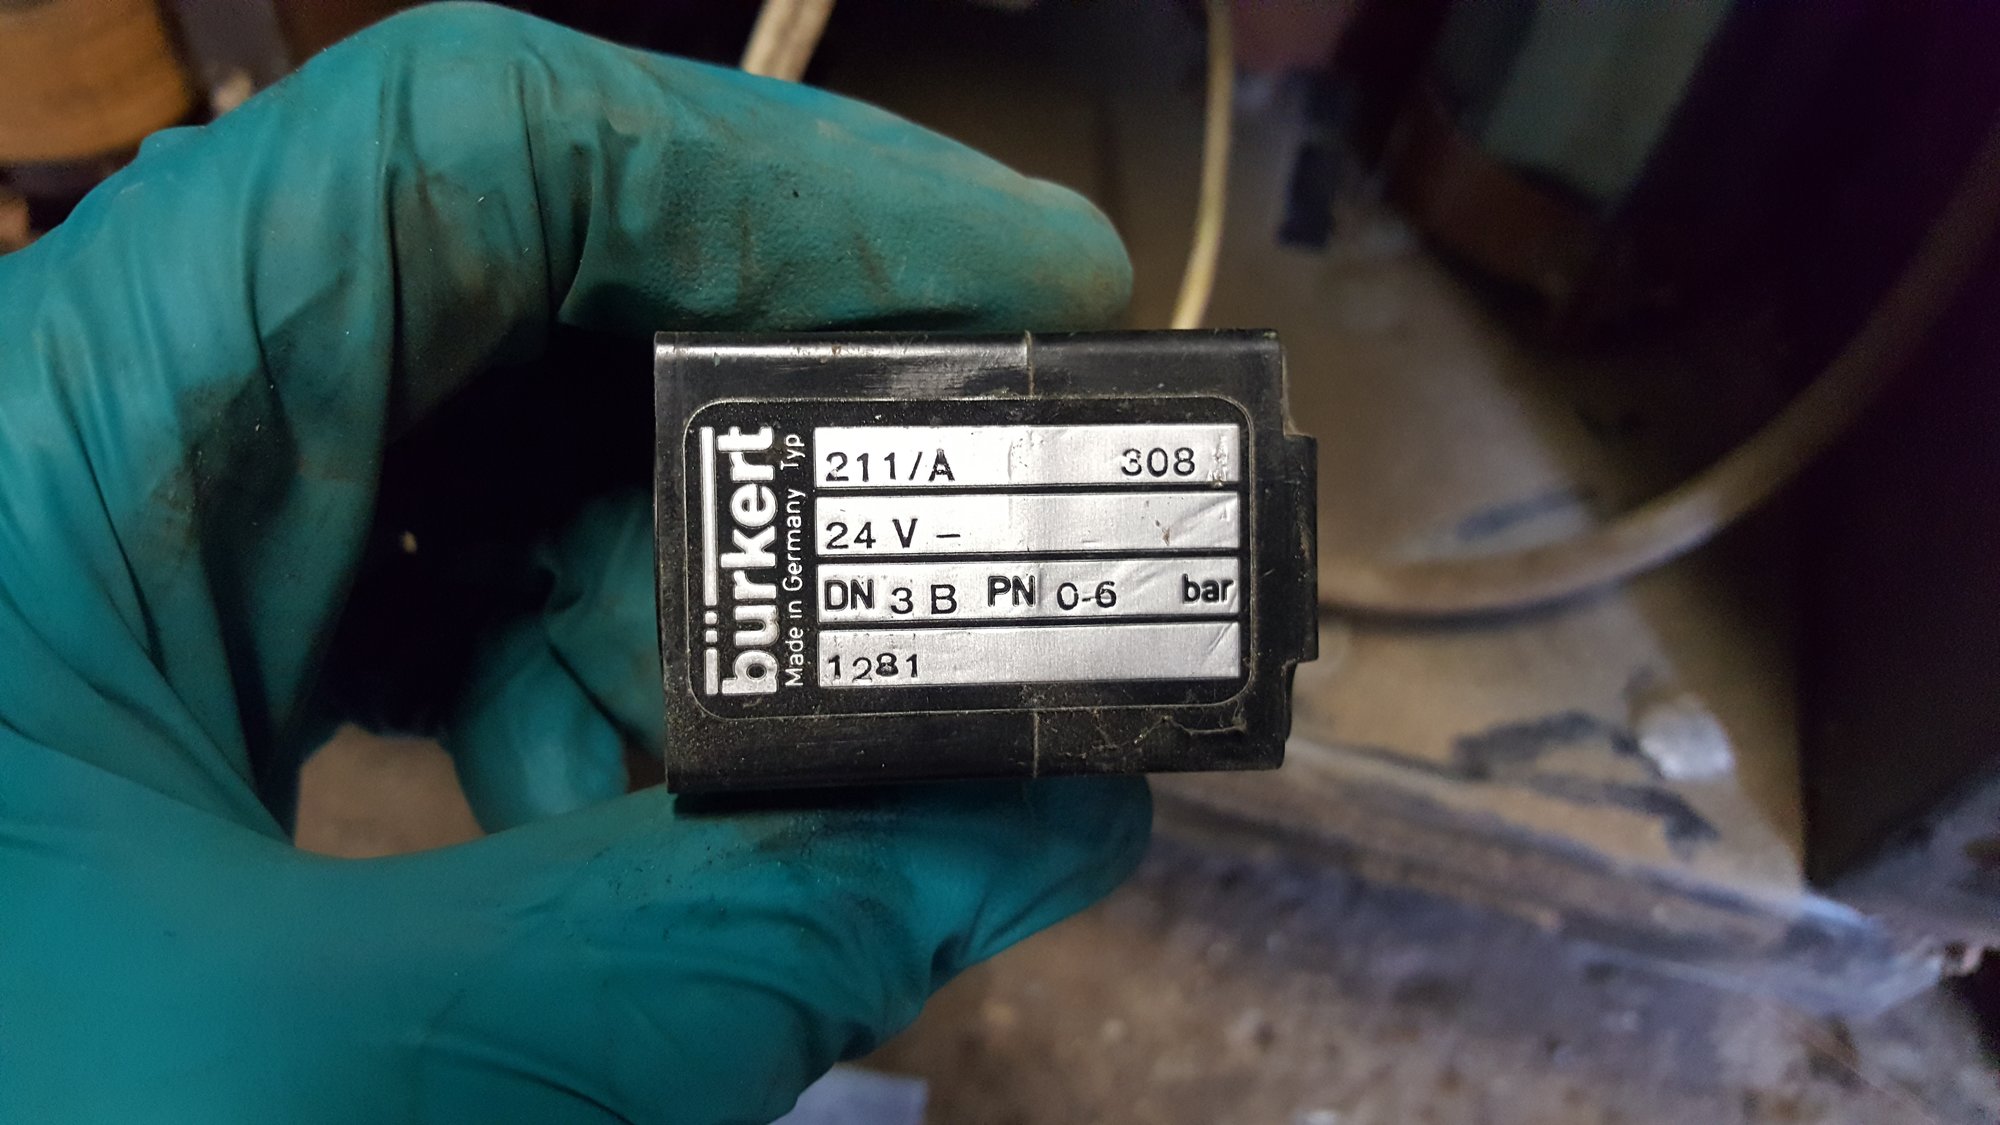 bürkert
Made in Germany Typ
211/A 308
24 V –
DN 3 B PN 0-6 bar
1281